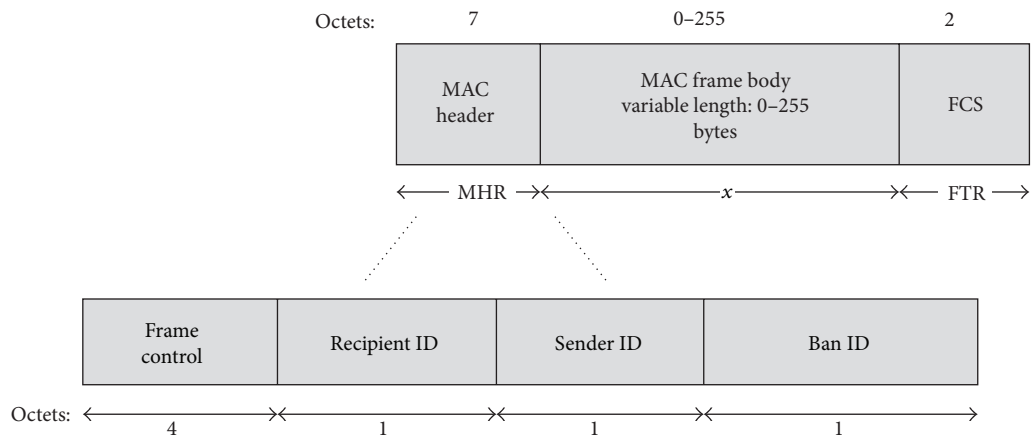 Octets: 7 0–255 2
MAC header
MAC frame body variable length: 0–255 bytes
FCS
MHR x FTR
Frame control
Recipient ID
Sender ID
Ban ID
Octets: 4 1 1 1